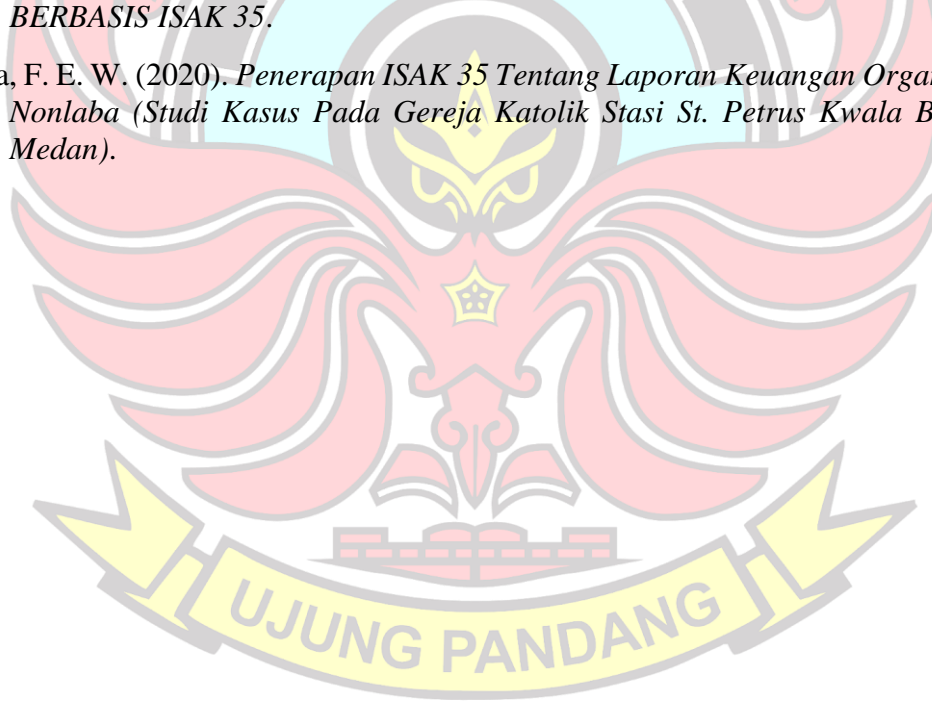 BERBASIS ISAK 35.
a, F. E. W. (2020). Penerapan ISAK 35 Tentang Laporan Keuangan Organ
Nonlaba (Studi Kasus Pada Gereja Katolik Stasi St. Petrus Kwala B
Medan).
UJUNG PANDANG